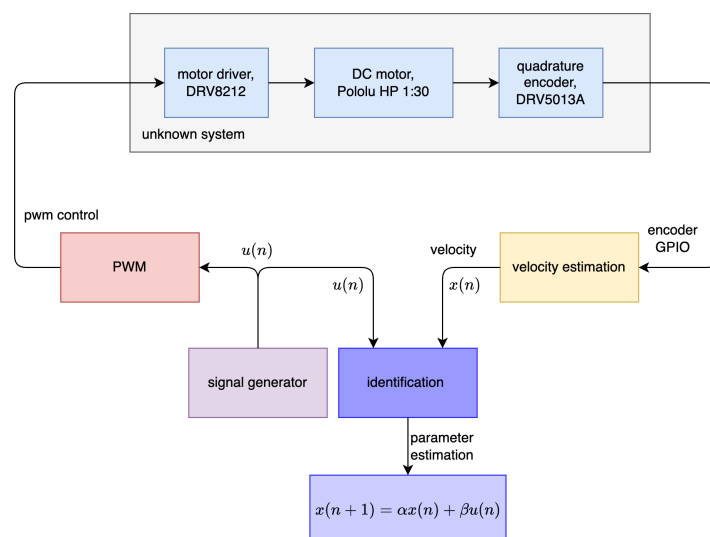 motor driver,
DRV8212
DC motor,
Pololu HP 1:30
quadrature
encoder,
DRV5013A
unknown system
pwm control
PWM
u(n)
u(n)
velocity
x(n)
velocity estimation
encoder
GPIO
signal generator
identification
parameter
estimation
x(n + 1) = αx(n) + βu(n)